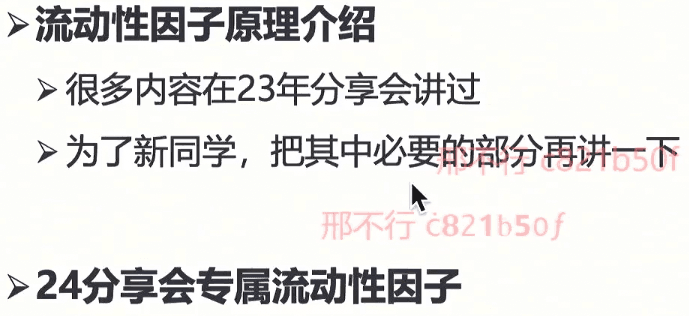 ➢流动性因子原理介绍
➢很多内容在23年分享会讲过
➢为了新同学，把其中必要的部分再讲一下
邢不行 c821b50f
邢不行 c821b50f
➢24分享会专属流动性因子